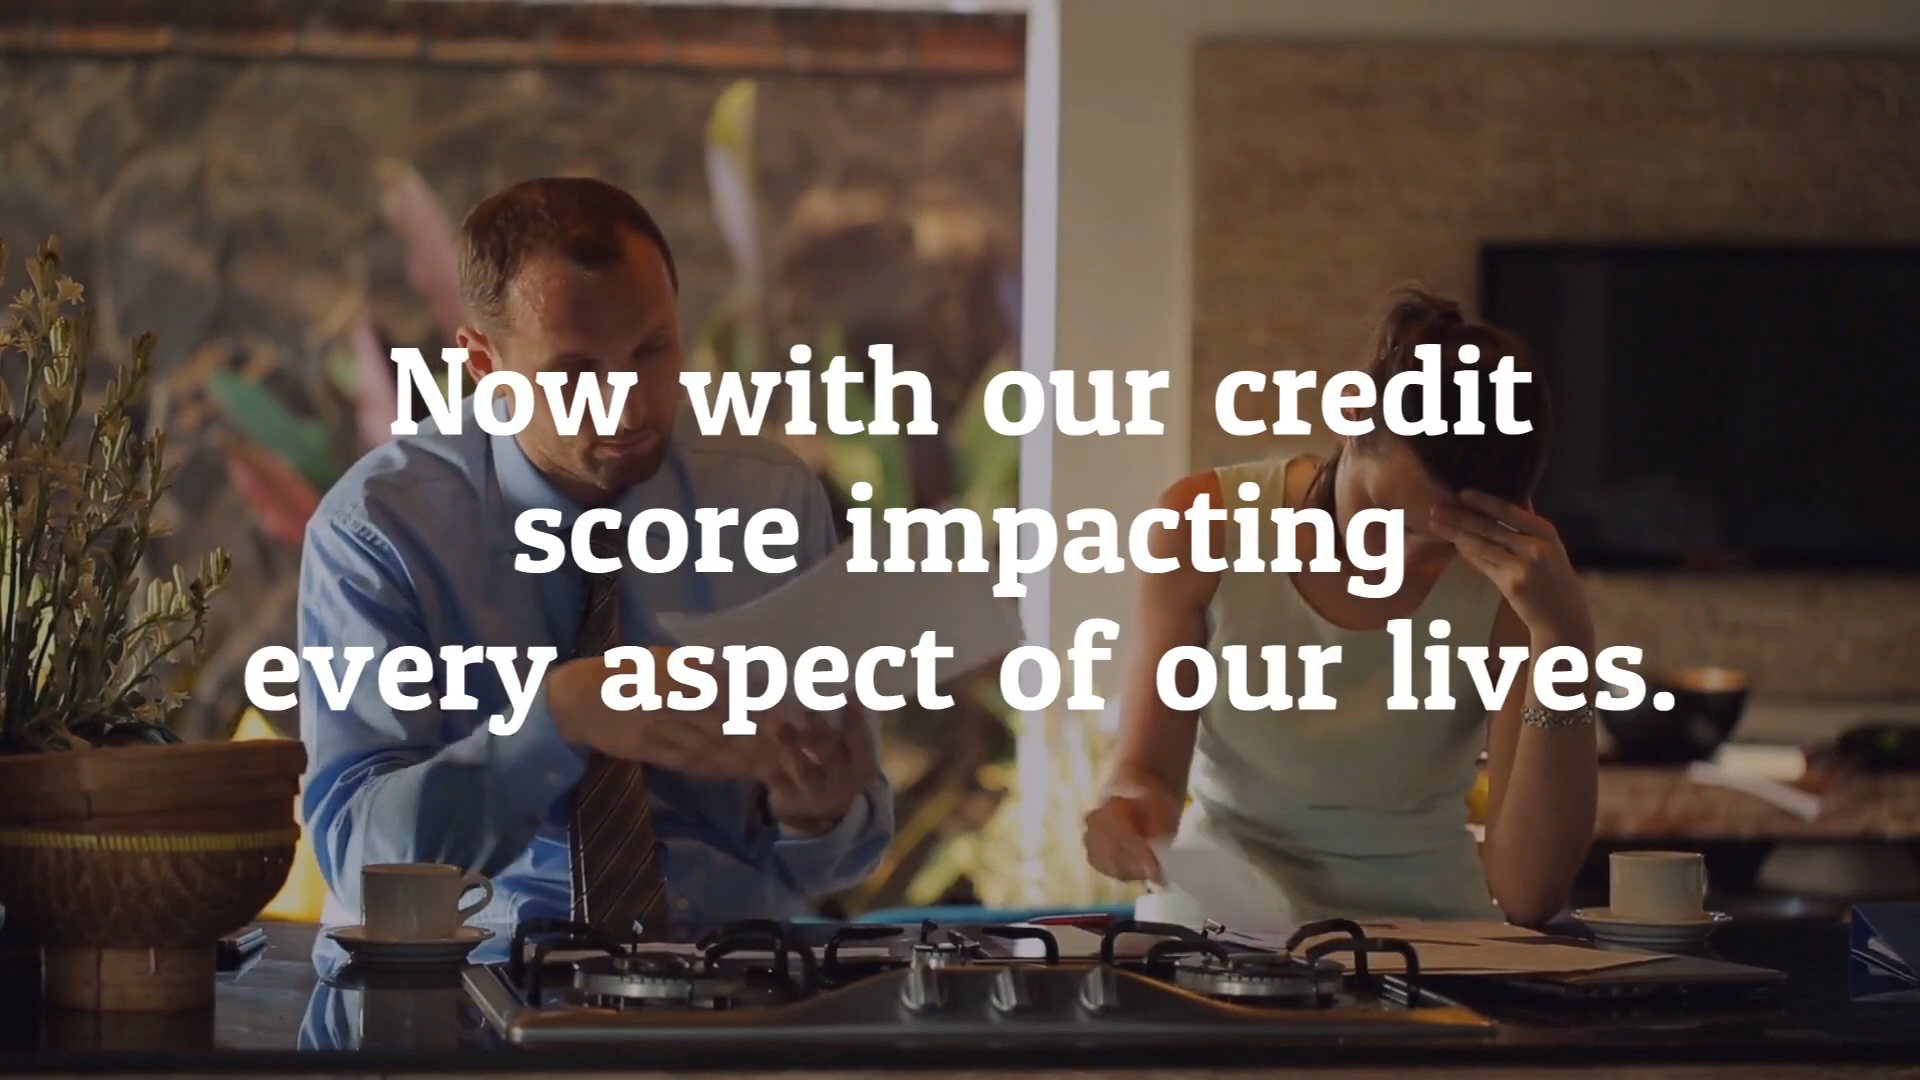 Now with our credit
score impacting
every aspect of our lives.